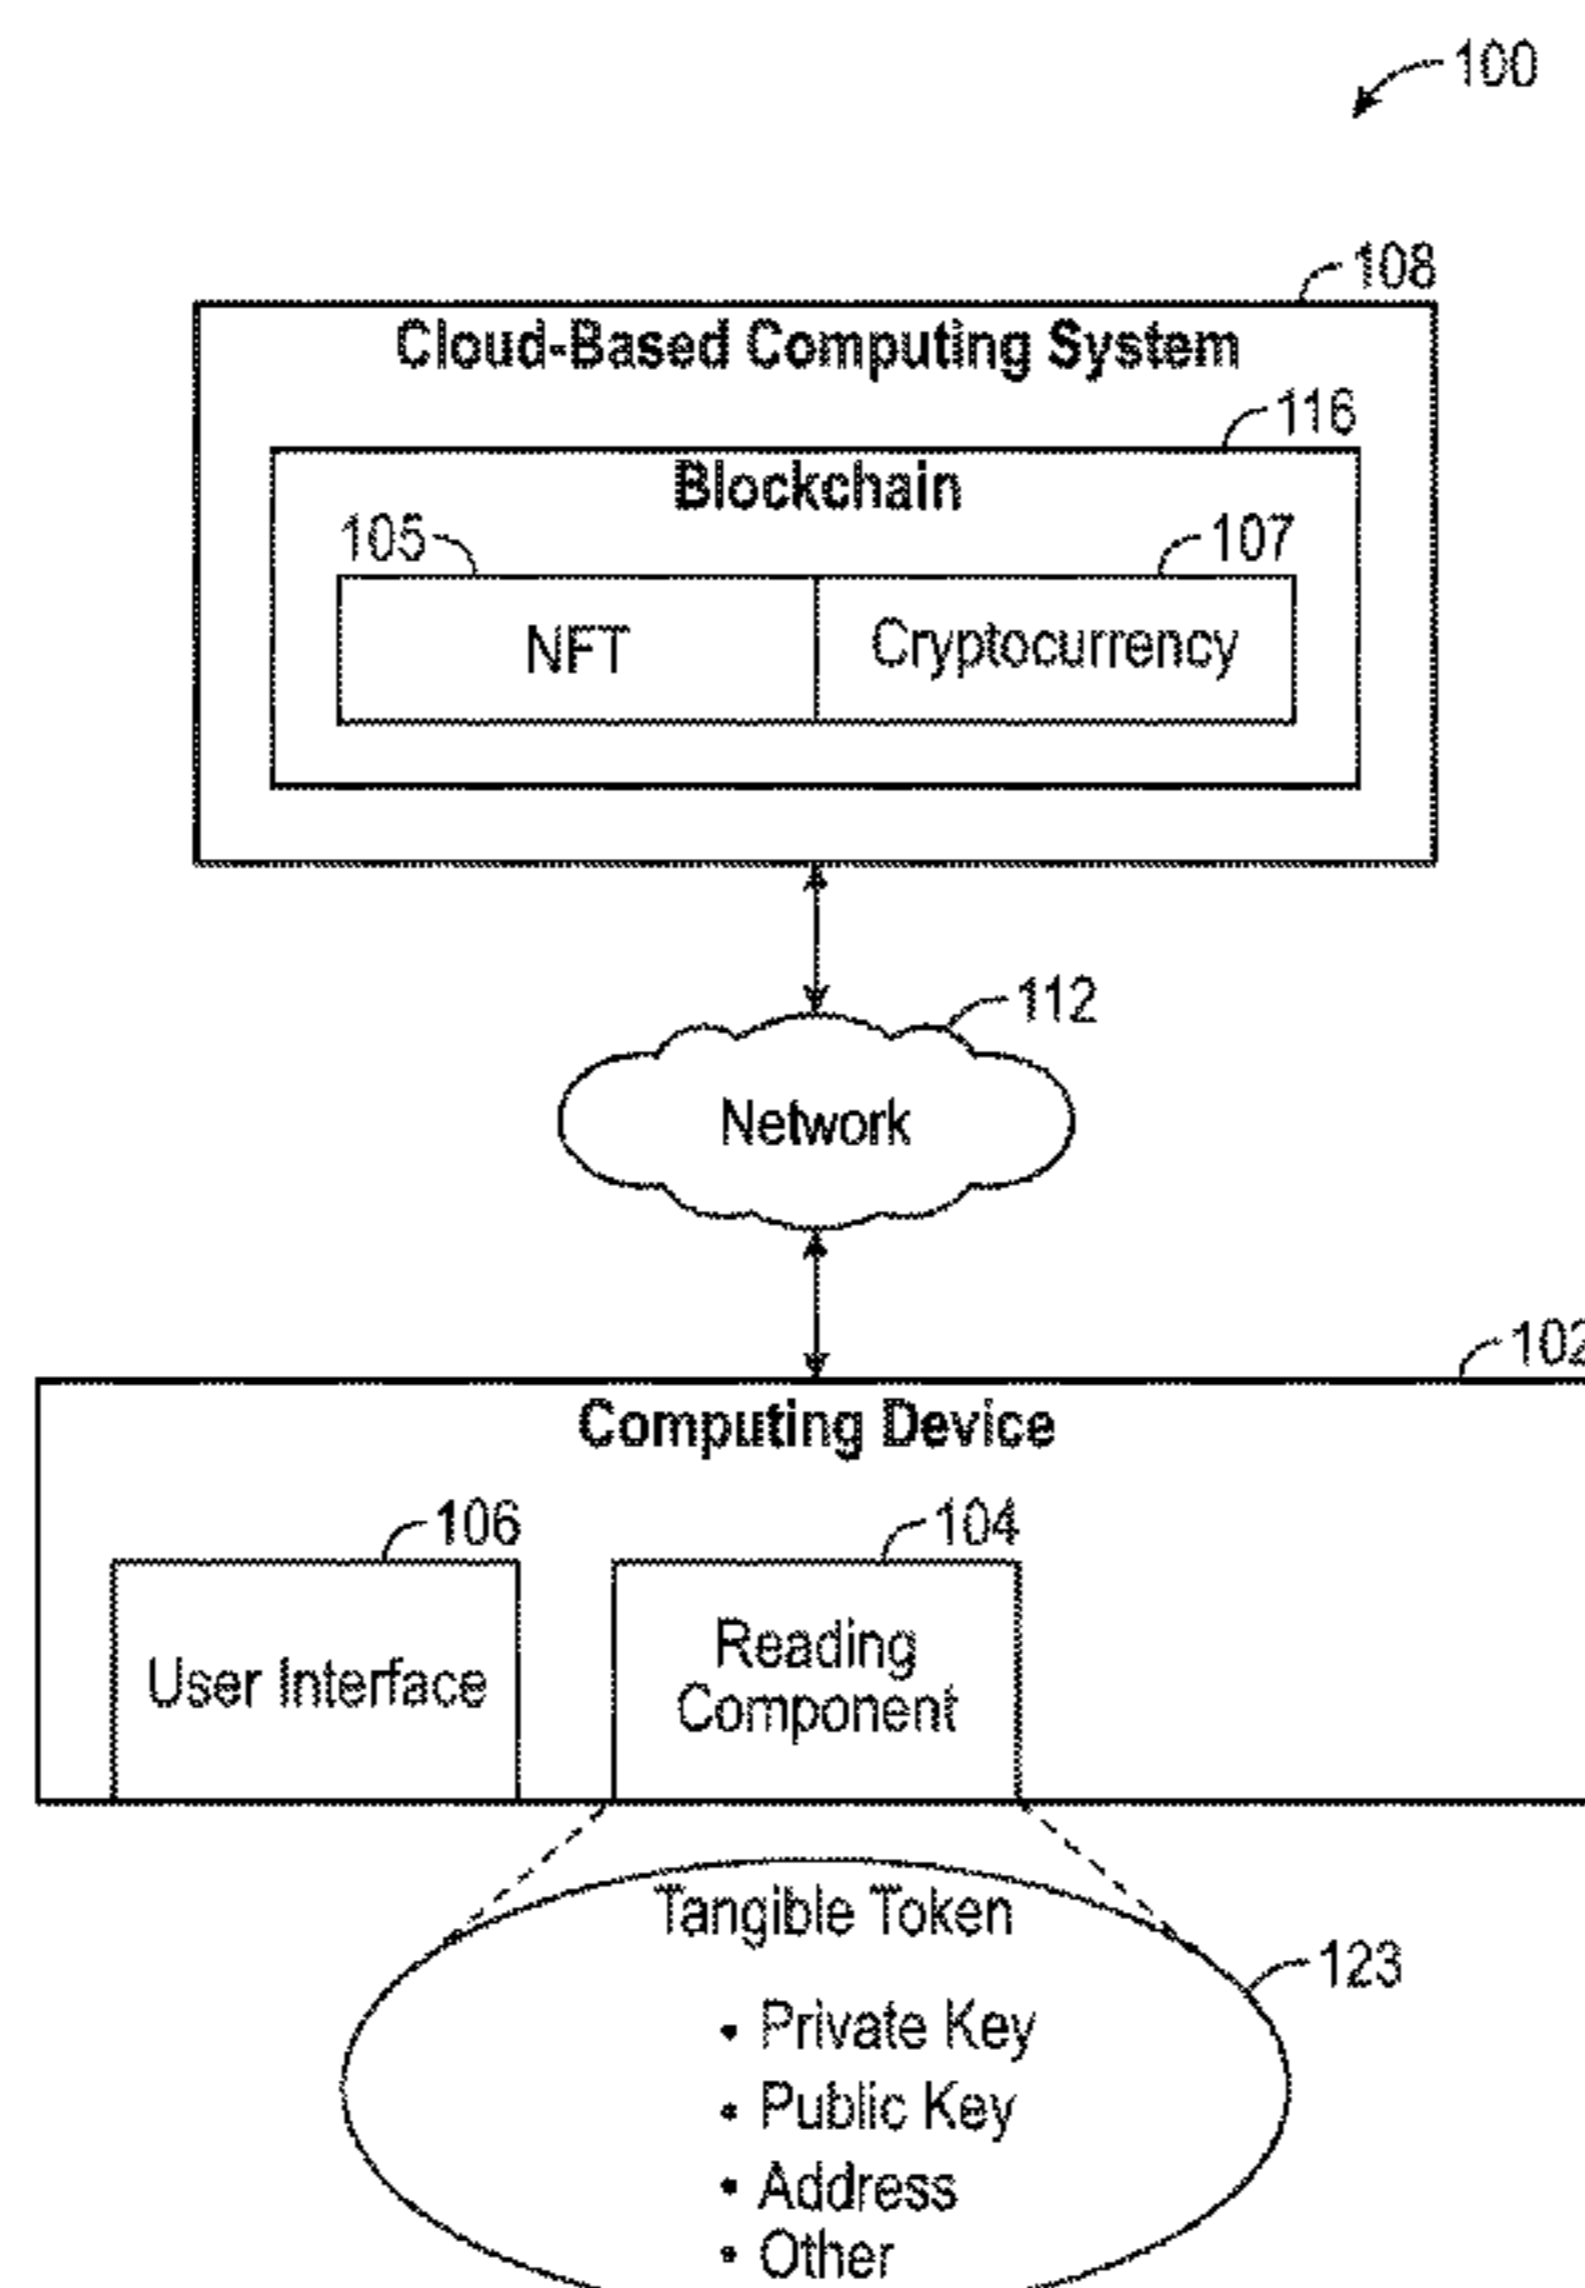 100
108
Cloud-Based Computing System
116
Blockchain
105
107
NFT
Cryptocurrency
112
Network
102
Computing Device
106
104
User Interface
Reading
Component
Tangible Token
123
• Private Key
• Public Key
• Address
• Other